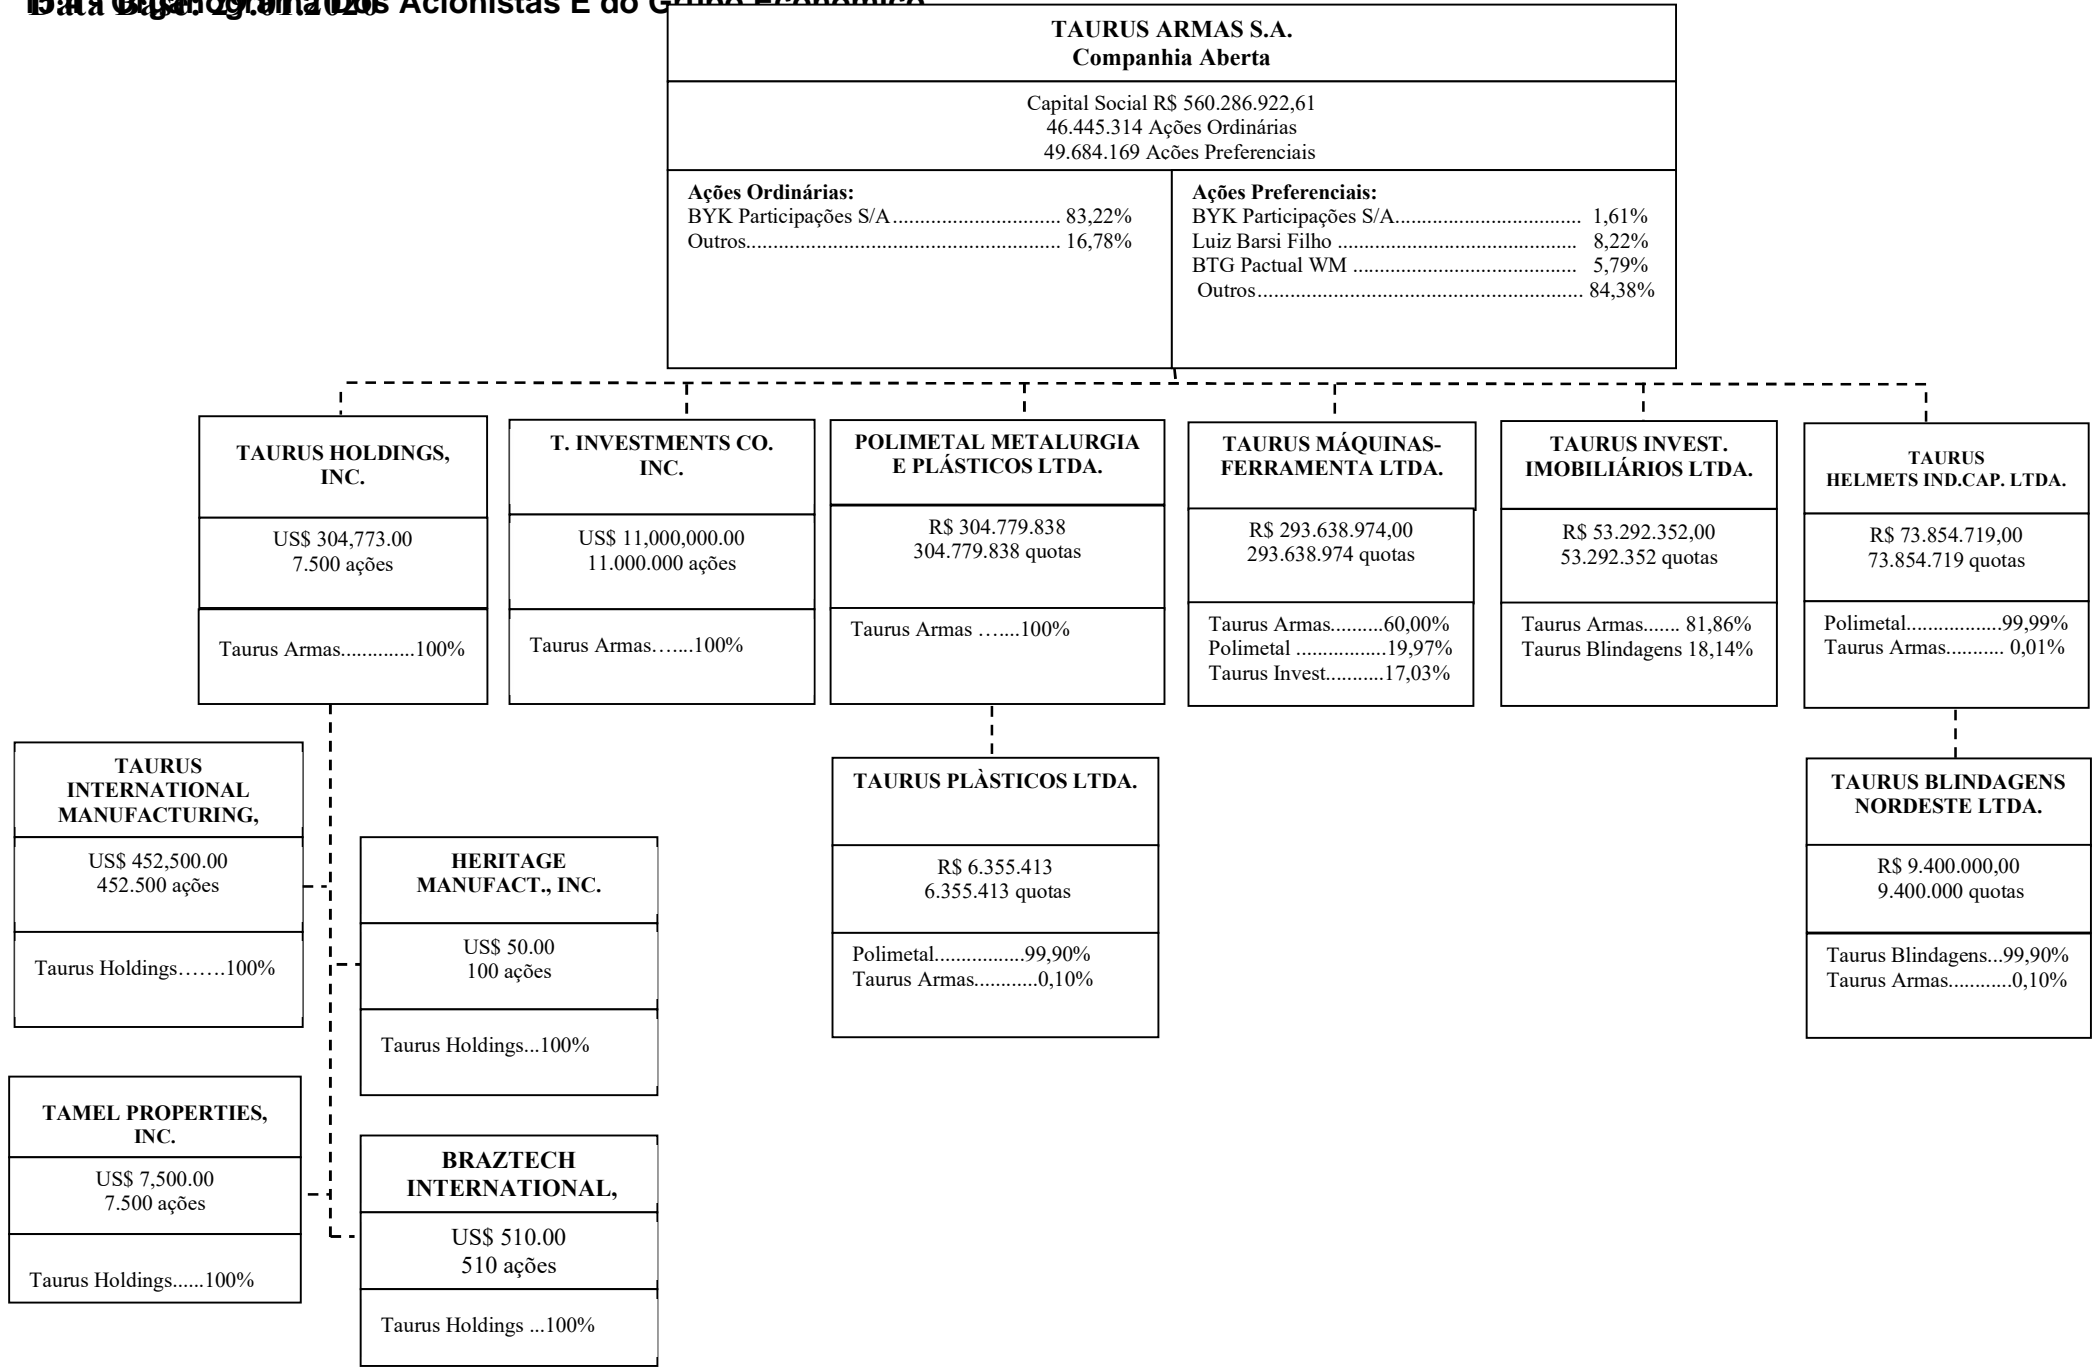 Dos Acionistas E do Grupo Econômico
TAURUS ARMAS S.A.
Companhia Aberta
Capital Social R$ 560.286.922,61
46.445.314 Ações Ordinárias
49.684.169 Ações Preferenciais
Ações Ordinárias:
BYK Participações S/A............................... 83,22%
Outros.......................................................... 16,78%
Ações Preferenciais:
BYK Participações S/A.................................. 1,61%
Luiz Barsi Filho ............................................ 8,22%
BTG Pactual WM .......................................... 5,79%
Outros............................................................ 84,38%
TAURUS HOLDINGS,
INC.
US$ 304,773.00
7.500 ações
Taurus Armas..............100%
T. INVESTMENTS CO.
INC.
US$ 11,000,000.00
11.000.000 ações
Taurus Armas…....100%
POLIMETAL METALURGIA
E PLÁSTICOS LTDA.
R$ 304.779.838
304.779.838 quotas
Taurus Armas …....100%
TAURUS MÁQUINAS-
FERRAMENTA LTDA.
R$ 293.638.974,00
293.638.974 quotas
Taurus Armas..........60,00%
Polimetal .................19,97%
Taurus Invest...........17,03%
TAURUS INVEST.
IMOBILIÁRIOS LTDA.
R$ 53.292.352,00
53.292.352 quotas
Taurus Armas....... 81,86%
Taurus Blindagens 18,14%
TAURUS
HELMETS IND.CAP. LTDA.
R$ 73.854.719,00
73.854.719 quotas
Polimetal..................99,99%
Taurus Armas........... 0,01%
TAURUS
INTERNATIONAL
MANUFACTURING,
US$ 452,500.00
452.500 ações
Taurus Holdings…….100%
HERITAGE
MANUFACT., INC.
US$ 50.00
100 ações
Taurus Holdings...100%
TAURUS PLÀSTICOS LTDA.
R$ 6.355.413
6.355.413 quotas
Polimetal.................99,90%
Taurus Armas............0,10%
TAURUS BLINDAGENS
NORDESTE LTDA.
R$ 9.400.000,00
9.400.000 quotas
Taurus Blindagens...99,90%
Taurus Armas............0,10%
TAMEL PROPERTIES,
INC.
US$ 7,500.00
7.500 ações
Taurus Holdings......100%
BRAZTECH
INTERNATIONAL,
US$ 510.00
510 ações
Taurus Holdings ...100%